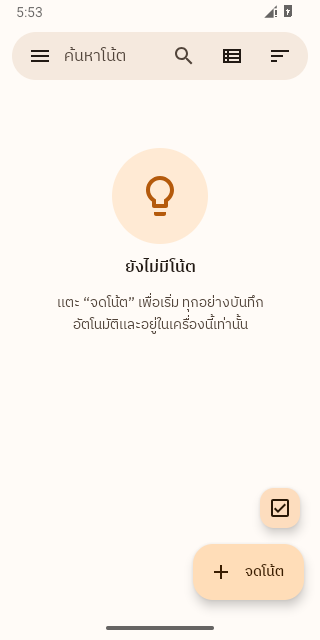 5:53
ค้นหาโน้ต
ยังไม่มีโน้ต
แตะ “จดโน้ต” เพื่อเริ่ม ทุกอย่างบันทึก
อัตโนมัติและอยู่ในเครื่องนี้เท่านั้น
จดโน้ต